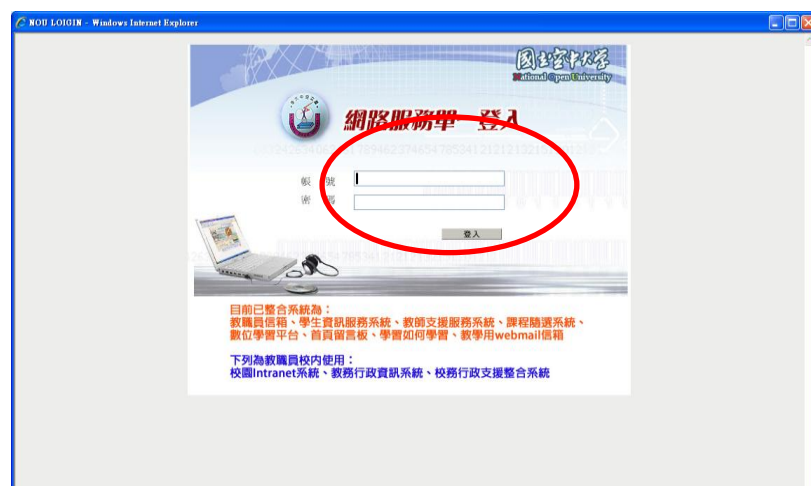 NOU LOIGIN - Windows Internet Explorer
國立空中大學
National Open University
網路服務單一登入
帳 號
密 碼
登入
目前已整合系統為：
教職員信箱、學生資訊服務系統、教師支援服務系統、課程隨選系統、
數位學習平台、首頁留言板、學習如何學習、教學用webmail信箱
下列為教職員校內使用：
校園Intranet系統、教務行政資訊系統、校務行政支援整合系統